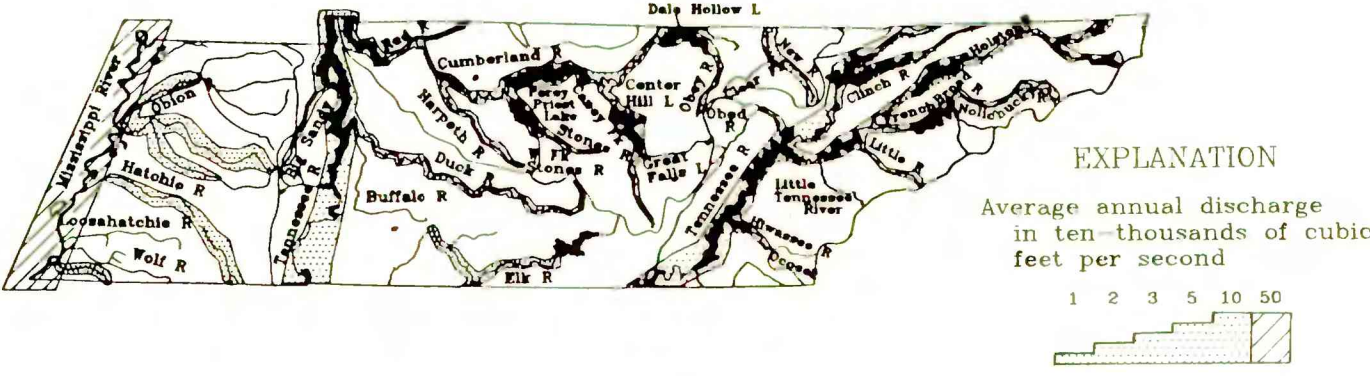 Dale Hollow L
Red R
Cumberland R
Mississippi River
Obion
Harpeth R
Percy
Priest
Lake
Caney Fk
Center
Hill L
Obey R
Clear
New
Clinch R
Holston
French Broad R
Nolichucky R
Big Sandy
Stones R
Obed
R
Hatchie R
Duck R
Fk
Stones R
Great
Falls L
Little R
Buffalo R
Tennessee R
Little
Tennessee
River
Loosahatchie R
Tennessee R
Hiwassee R
Wolf R
Elk R
Ocoee
EXPLANATION
Average annual discharge
in ten-thousands of cubic
feet per second
1 2 3 5 10 50